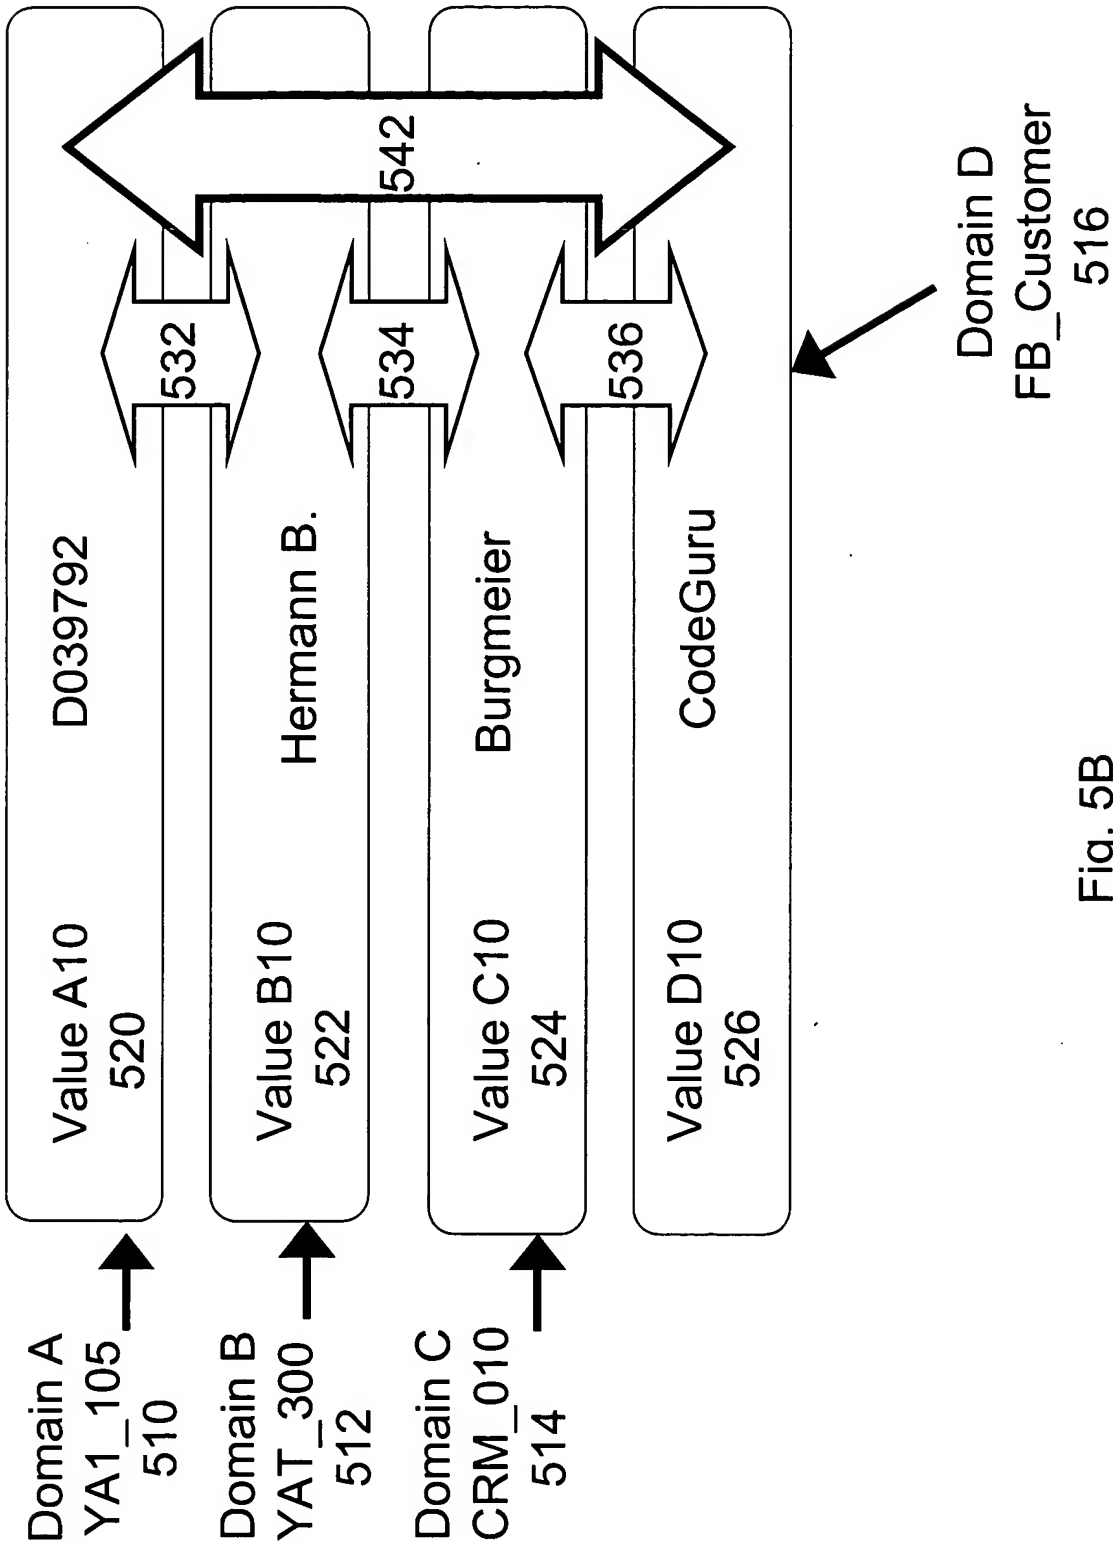 Domain A
YA1_105
510
Value A10
520
D039792
532
Domain B
YAT_300
512
Value B10
522
Hermann B.
534
542
Domain C
CRM_010
514
Value C10
524
Burgmeier
536
Value D10
526
CodeGuru
Domain D
FB_Customer
516
Fig. 5B